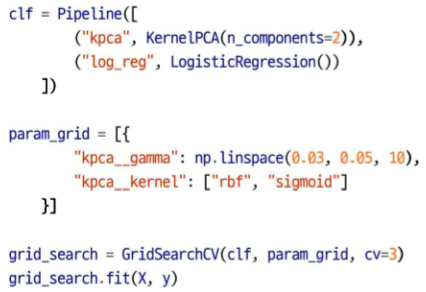 clf = Pipeline([
        ("kpca", KernelPCA(n_components=2)),
        ("log_reg", LogisticRegression())
    ])

param_grid = [{
        "kpca__gamma": np.linspace(0.03, 0.05, 10),
        "kpca__kernel": ["rbf", "sigmoid"]
    }]

grid_search = GridSearchCV(clf, param_grid, cv=3)
grid_search.fit(X, y)